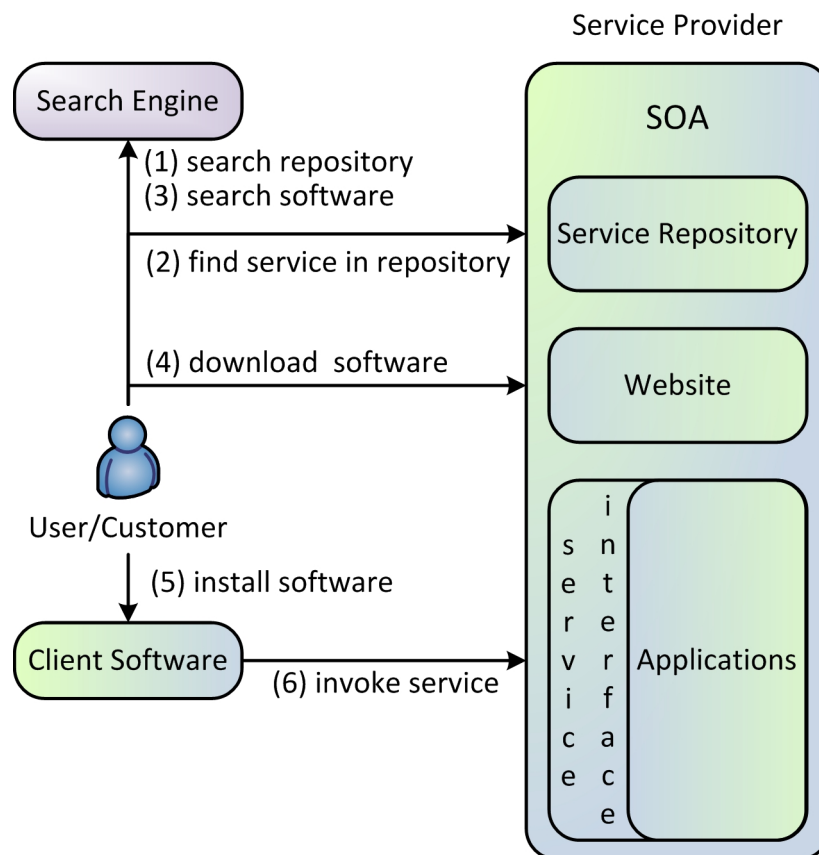 Service Provider
Search Engine
SOA
(1) search repository
(3) search software
Service Repository
(2) find service in repository
(4) download  software
Website
User/Customer
service
interface
Applications
(5) install software
Client Software
(6) invoke service